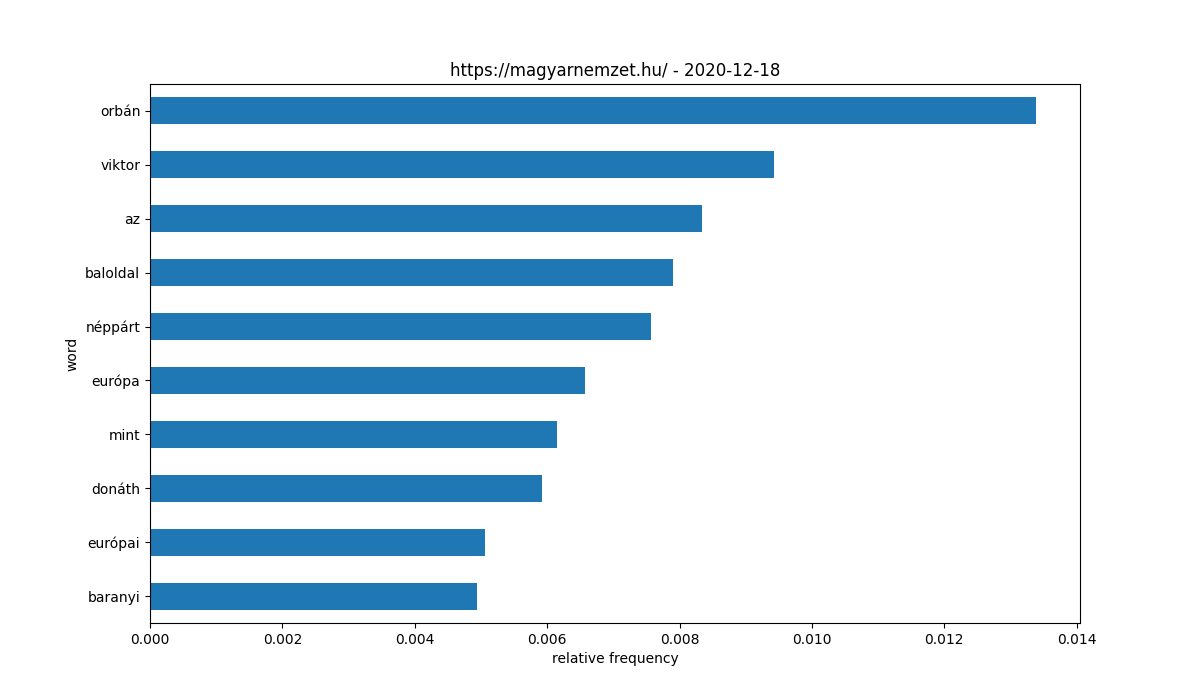 https://magyarnemzet.hu/ - 2020-12-18
word
orbán
viktor
az
baloldal
néppárt
európa
mint
donáth
európai
baranyi
0.000 0.002 0.004 0.006 0.008 0.010 0.012 0.014
relative frequency